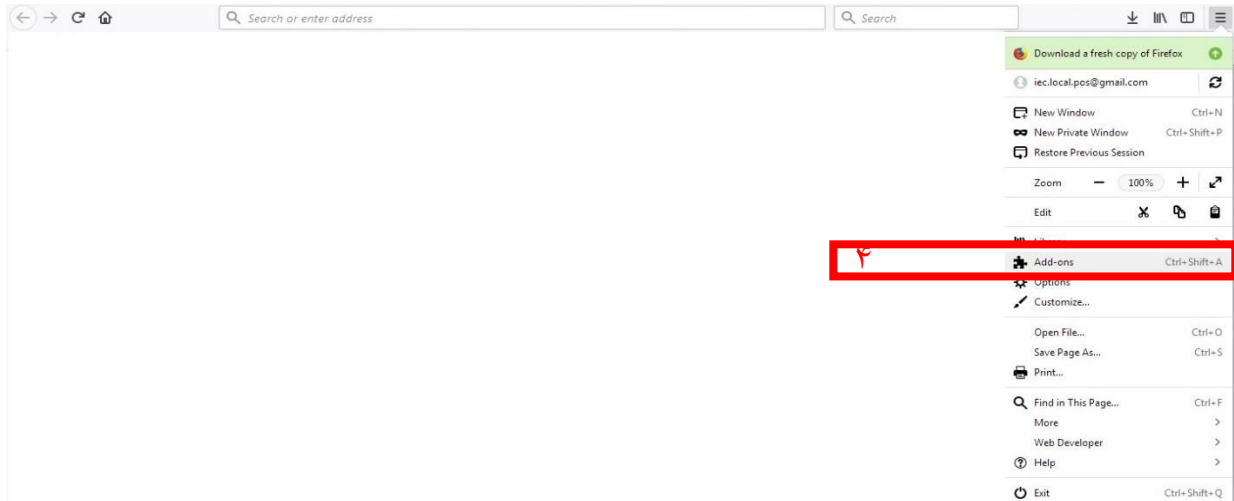 Search or enter address
Search
Download a fresh copy of Firefox
iec.local.pos@gmail.com
New Window Ctrl+N
New Private Window Ctrl+Shift+P
Restore Previous Session
Zoom 100%
Edit
Library
۴
Add-ons Ctrl+Shift+A
Options
Customize...
Open File... Ctrl+O
Save Page As... Ctrl+S
Print...
Find in This Page... Ctrl+F
More
Web Developer
Help
Exit Ctrl+Shift+Q